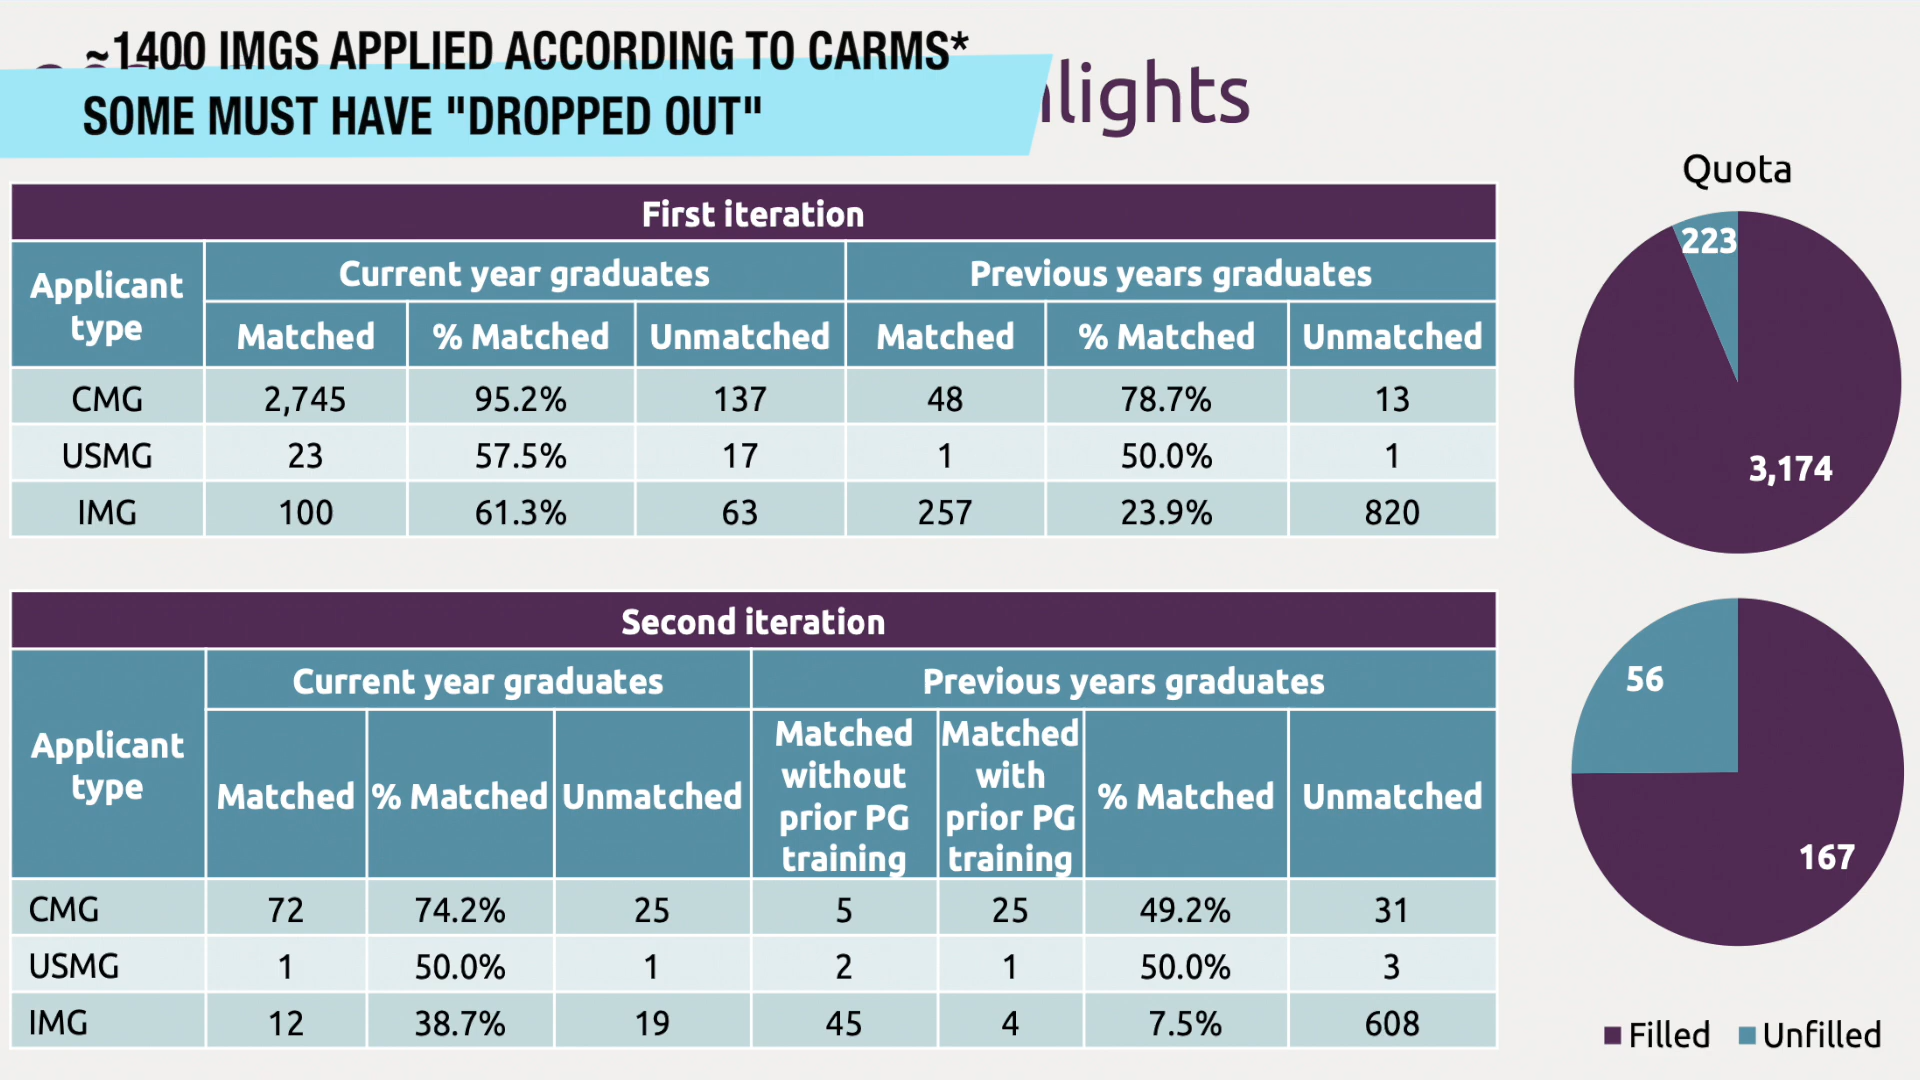 ~1400 IMGS APPLIED ACCORDING TO CARMS*
SOME MUST HAVE "DROPPED OUT"
lights
Quota
223
3,174
First iteration
Applicant type | Current year graduates | Previous years graduates
Matched | % Matched | Unmatched | Matched | % Matched | Unmatched
CMG | 2,745 | 95.2% | 137 | 48 | 78.7% | 13
USMG | 23 | 57.5% | 17 | 1 | 50.0% | 1
IMG | 100 | 61.3% | 63 | 257 | 23.9% | 820
Second iteration
Applicant type | Current year graduates | Previous years graduates
Matched | % Matched | Unmatched | Matched without prior PG training | Matched with prior PG training | % Matched | Unmatched
CMG | 72 | 74.2% | 25 | 5 | 25 | 49.2% | 31
USMG | 1 | 50.0% | 1 | 2 | 1 | 50.0% | 3
IMG | 12 | 38.7% | 19 | 45 | 4 | 7.5% | 608
56
167
Filled
Unfilled